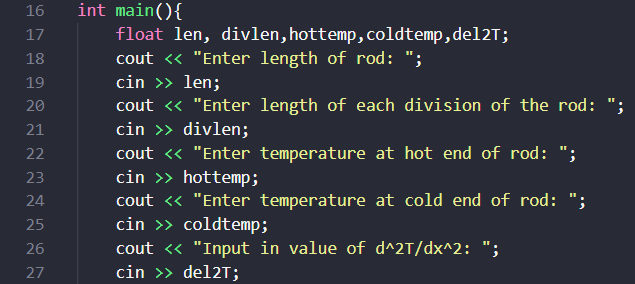 16 int main(){
17 float len, divlen,hottemp,coldtemp,del2T;
18 cout << "Enter length of rod: ";
19 cin >> len;
20 cout << "Enter length of each division of the rod: ";
21 cin >> divlen;
22 cout << "Enter temperature at hot end of rod: ";
23 cin >> hottemp;
24 cout << "Enter temperature at cold end of rod: ";
25 cin >> coldtemp;
26 cout << "Input in value of d^2T/dx^2: ";
27 cin >> del2T;